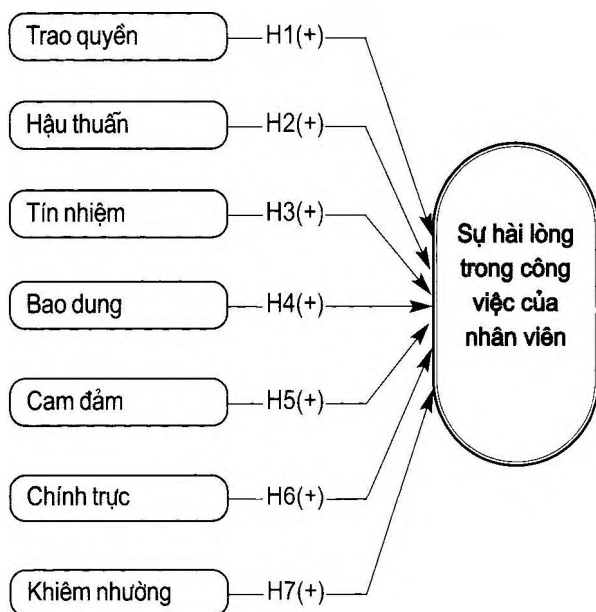 Trao quyền H1(+)
Hậu thuẫn H2(+)
Tín nhiệm H3(+)
Bao dung H4(+)
Cam đảm H5(+)
Chính trực H6(+)
Khiêm nhường H7(+)
Sự hài lòng
trong công
việc của
nhân viên